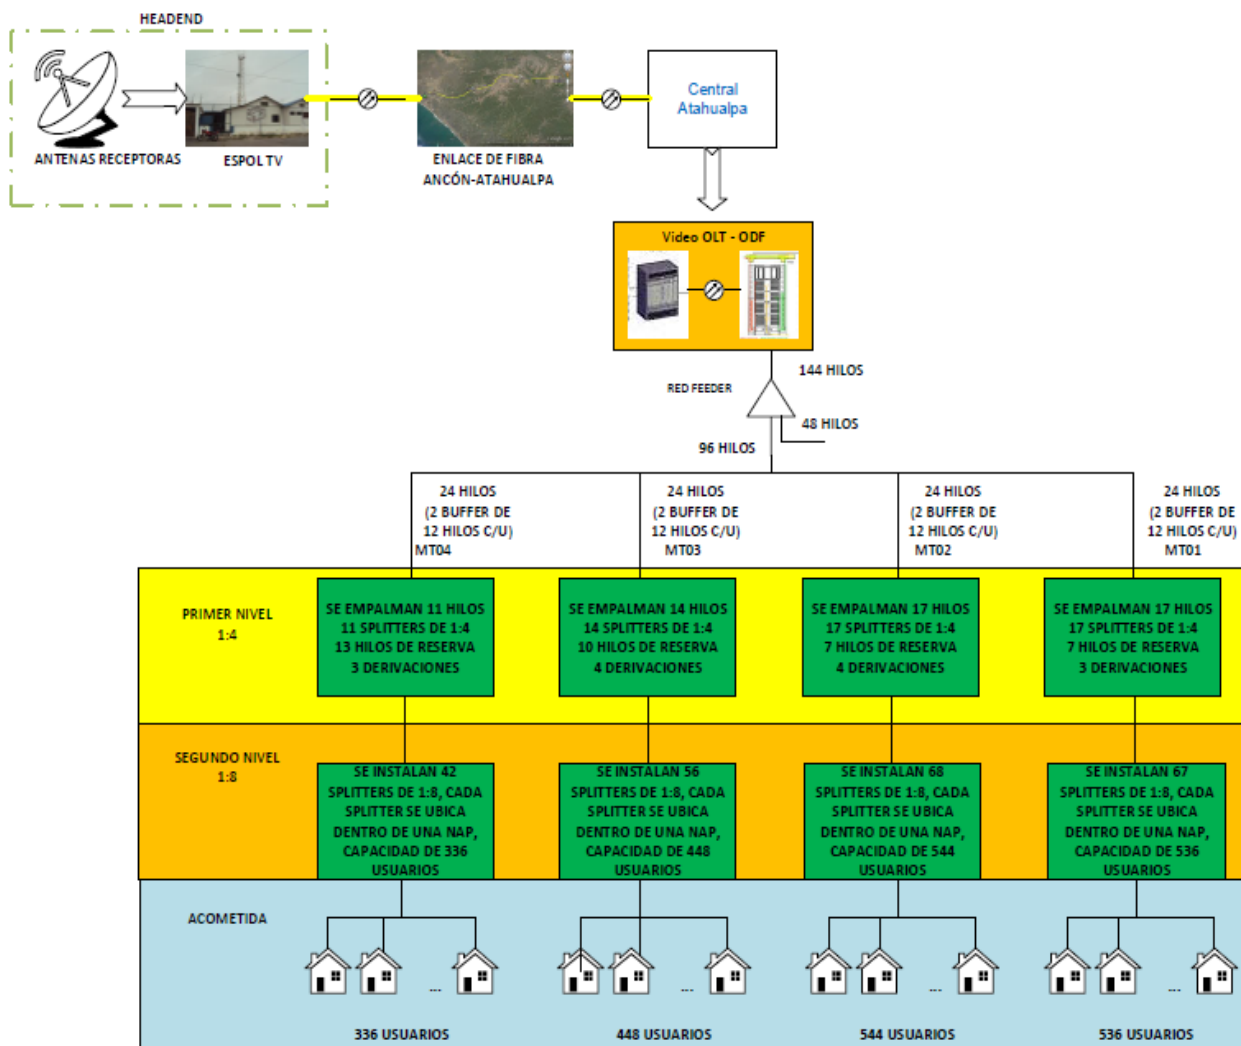 HEADEND
ANTENAS RECEPTORAS
ESPOL TV
ENLACE DE FIBRA
ANCÓN-ATAHUALPA
Central
Atahualpa
Video OLT - ODF
RED FEEDER
144 HILOS
48 HILOS
96 HILOS
24 HILOS
(2 BUFFER DE
12 HILOS C/U)
MT04
24 HILOS
(2 BUFFER DE
12 HILOS C/U)
MT03
24 HILOS
(2 BUFFER DE
12 HILOS C/U)
MT02
24 HILOS
(2 BUFFER DE
12 HILOS C/U)
MT01
PRIMER NIVEL
1:4
SE EMPALMAN 11 HILOS
11 SPLITTERS DE 1:4
13 HILOS DE RESERVA
3 DERIVACIONES
SE EMPALMAN 14 HILOS
14 SPLITTERS DE 1:4
10 HILOS DE RESERVA
4 DERIVACIONES
SE EMPALMAN 17 HILOS
17 SPLITTERS DE 1:4
7 HILOS DE RESERVA
4 DERIVACIONES
SE EMPALMAN 17 HILOS
17 SPLITTERS DE 1:4
7 HILOS DE RESERVA
3 DERIVACIONES
SEGUNDO NIVEL
1:8
SE INSTALAN 42
SPLITTERS DE 1:8, CADA
SPLITTER SE UBICA
DENTRO DE UNA NAP,
CAPACIDAD DE 336
USUARIOS
SE INSTALAN 56
SPLITTERS DE 1:8, CADA
SPLITTER SE UBICA
DENTRO DE UNA NAP,
CAPACIDAD DE 448
USUARIOS
SE INSTALAN 68
SPLITTERS DE 1:8, CADA
SPLITTER SE UBICA
DENTRO DE UNA NAP,
CAPACIDAD DE 544
USUARIOS
SE INSTALAN 67
SPLITTERS DE 1:8, CADA
SPLITTER SE UBICA
DENTRO DE UNA NAP,
CAPACIDAD DE 536
USUARIOS
ACOMETIDA
...
...
...
...
336 USUARIOS
448 USUARIOS
544 USUARIOS
536 USUARIOS